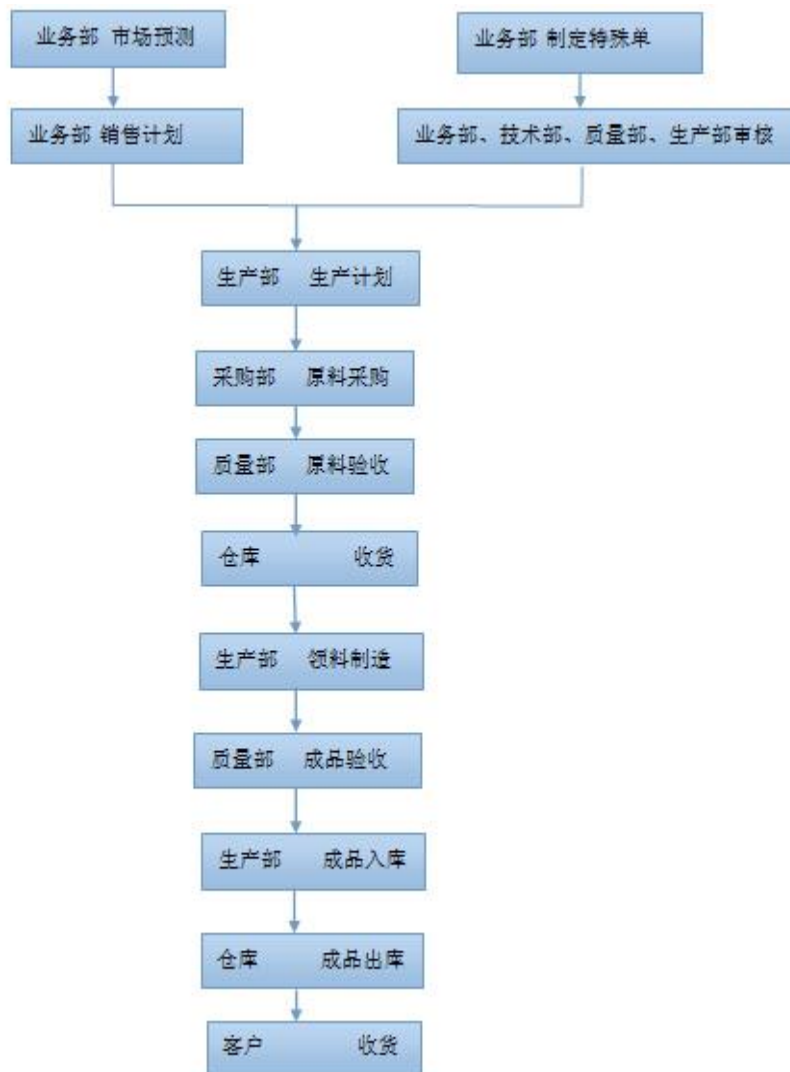 业务部 市场预测
业务部 制定特殊单
业务部 销售计划
业务部、技术部、质量部、生产部审核
生产部 生产计划
采购部 原料采购
质量部 原料验收
仓库 收货
生产部 领料制造
质量部 成品验收
生产部 成品入库
仓库 成品出库
客户 收货